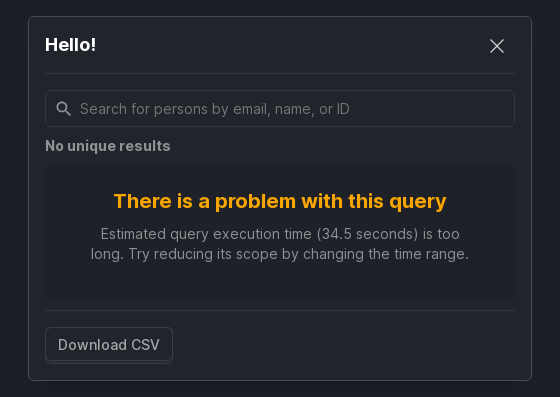 Hello!
Search for persons by email, name, or ID
No unique results
There is a problem with this query
Estimated query execution time (34.5 seconds) is too
long. Try reducing its scope by changing the time range.
Download CSV